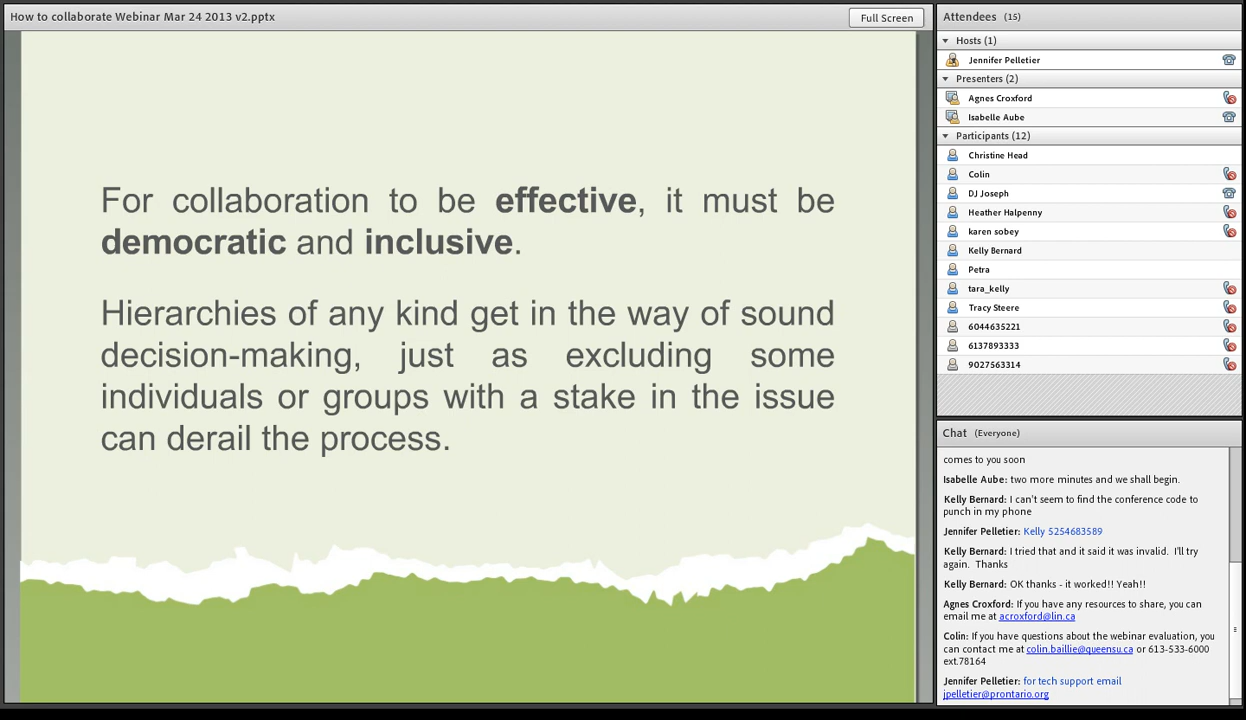 How to collaborate Webinar Mar 24 2013 v2.pptx
Full Screen
For collaboration to be effective, it must be
democratic and inclusive.
Hierarchies of any kind get in the way of sound
decision-making, just as excluding some
individuals or groups with a stake in the issue
can derail the process.
Attendees (15)
Hosts (1)
Jennifer Pelletier
Presenters (2)
Agnes Croxford
Isabelle Aube
Participants (12)
Christine Head
Colin
DJ Joseph
Heather Halpenny
karen sobey
Kelly Bernard
Petra
tara_kelly
Tracy Steere
6044635221
6137893333
9027563314
Chat (Everyone)
comes to you soon
Isabelle Aube: two more minutes and we shall begin.
Kelly Bernard: I can't seem to find the conference code to
punch in my phone
Jennifer Pelletier: Kelly 5254683589
Kelly Bernard: I tried that and it said it was invalid. I'll try
again. Thanks
Kelly Bernard: OK thanks - it worked!! Yeah!!
Agnes Croxford: If you have any resources to share, you can
email me at acroxford@lin.ca
Colin: If you have questions about the webinar evaluation, you
can contact me at colin.baillie@queensu.ca or 613-533-6000
ext.78164
Jennifer Pelletier: for tech support email
jpelletier@prontario.org